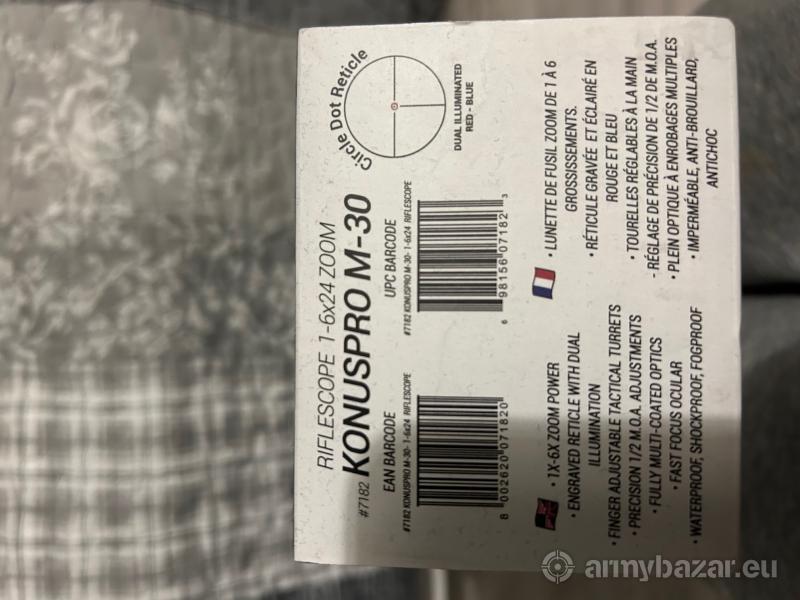 RIFLESCOPE 1-6x24 ZOOM
#7182 KONUSPRO M-30
Circle Dot Reticle
DUAL ILLUMINATED
RED - BLUE
EAN BARCODE
#7182 KONUSPRO M-30- 1-6x24 RIFLESCOPE
8 002620 071820
UPC BARCODE
#7182 KONUSPRO M-30- 1-6x24 RIFLESCOPE
6 98156 07182 3
• 1X-6X ZOOM POWER
• ENGRAVED RETICLE WITH DUAL
ILLUMINATION
• FINGER ADJUSTABLE TACTICAL TURRETS
• PRECISION 1/2 M.O.A. ADJUSTMENTS
• FULLY MULTI-COATED OPTICS
• FAST FOCUS OCULAR
• WATERPROOF, SHOCKPROOF, FOGPROOF
• LUNETTE DE FUSIL ZOOM DE 1 À 6
GROSSISSEMENTS.
• RÉTICULE GRAVÉE ET ÉCLAIRÉ EN
ROUGE ET BLEU
• TOURELLES RÉGLABLES À LA MAIN
- RÉGLAGE DE PRÉCISION DE 1/2 DE M.O.A.
• PLEIN OPTIQUE À ENROBAGES MULTIPLES
• IMPERMÉABLE, ANTI-BROUILLARD,
ANTICHOC
armybazar.eu